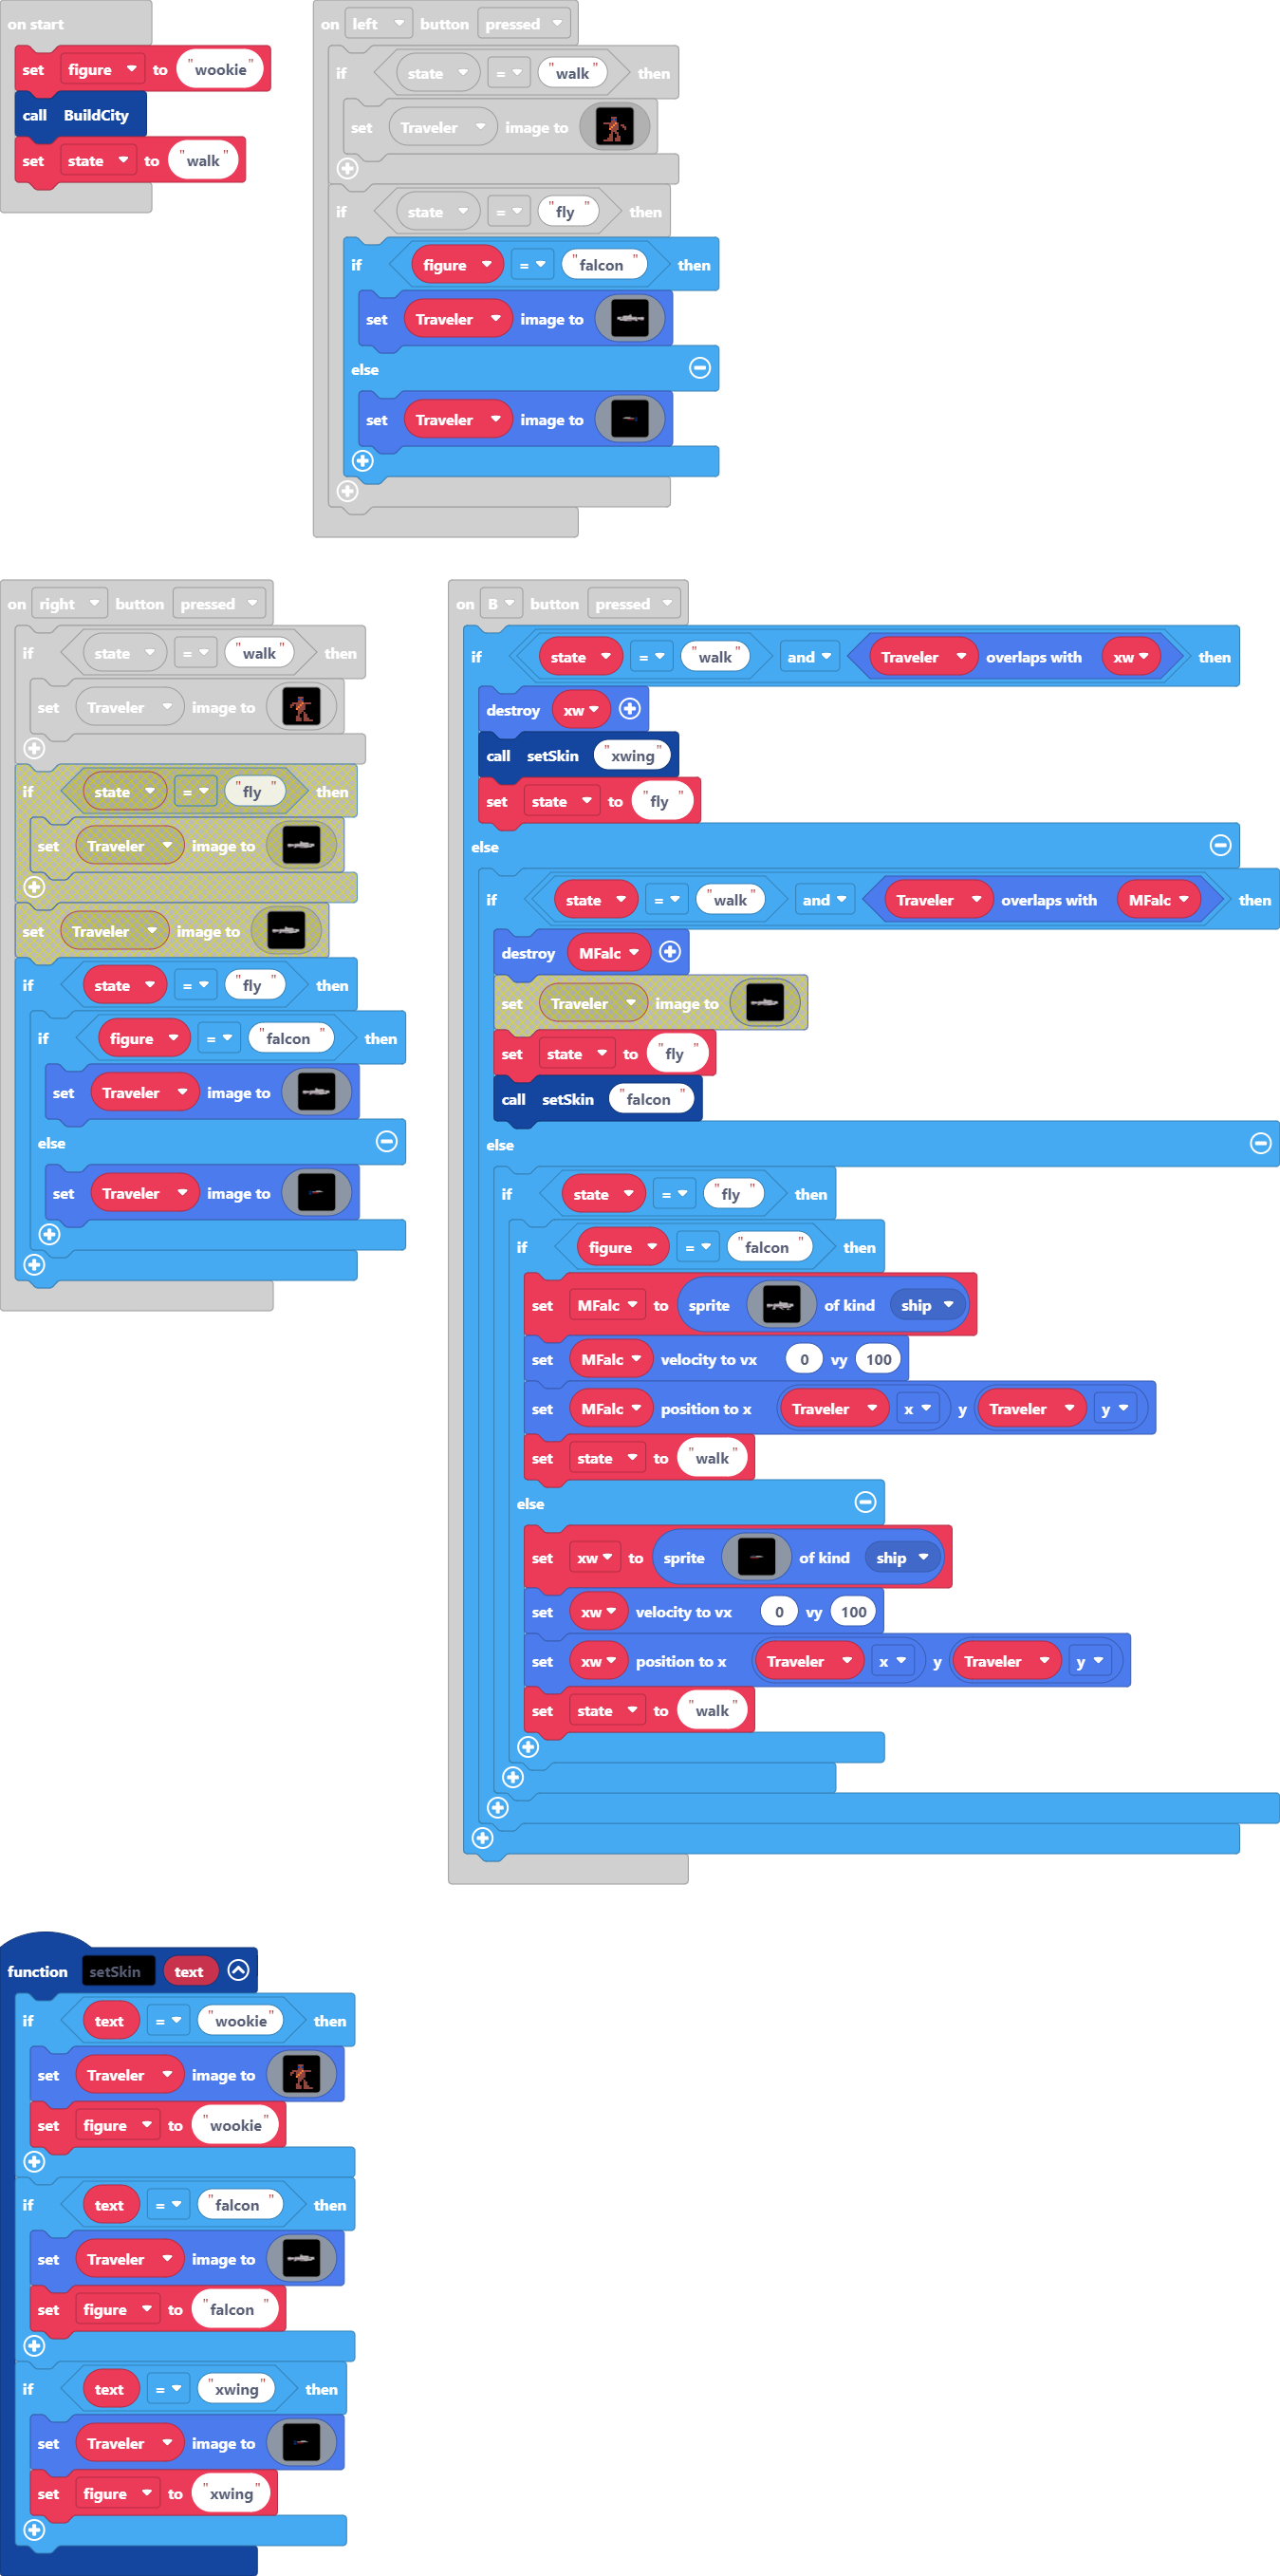 on start
set figure to "wookie"
call BuildCity
set state to "walk"
on left button pressed
if state = "walk" then
set Traveler image to
if state = "fly" then
if figure = "falcon" then
set Traveler image to
else
set Traveler image to
on right button pressed
if state = "walk" then
set Traveler image to
if state = "fly" then
set Traveler image to
set Traveler image to
if state = "fly" then
if figure = "falcon" then
set Traveler image to
else
set Traveler image to
on B button pressed
if state = "walk" and Traveler overlaps with xw then
destroy xw
call setSkin "xwing"
set state to "fly"
else
if state = "walk" and Traveler overlaps with MFalc then
destroy MFalc
set Traveler image to
set state to "fly"
call setSkin "falcon"
else
if state = "fly" then
if figure = "falcon" then
set MFalc to sprite of kind ship
set MFalc velocity to vx 0 vy 100
set MFalc position to x Traveler x y Traveler y
set state to "walk"
else
set xw to sprite of kind ship
set xw velocity to vx 0 vy 100
set xw position to x Traveler x y Traveler y
set state to "walk"
function setSkin text
if text = "wookie" then
set Traveler image to
set figure to "wookie"
if text = "falcon" then
set Traveler image to
set figure to "falcon"
if text = "xwing" then
set Traveler image to
set figure to "xwing"